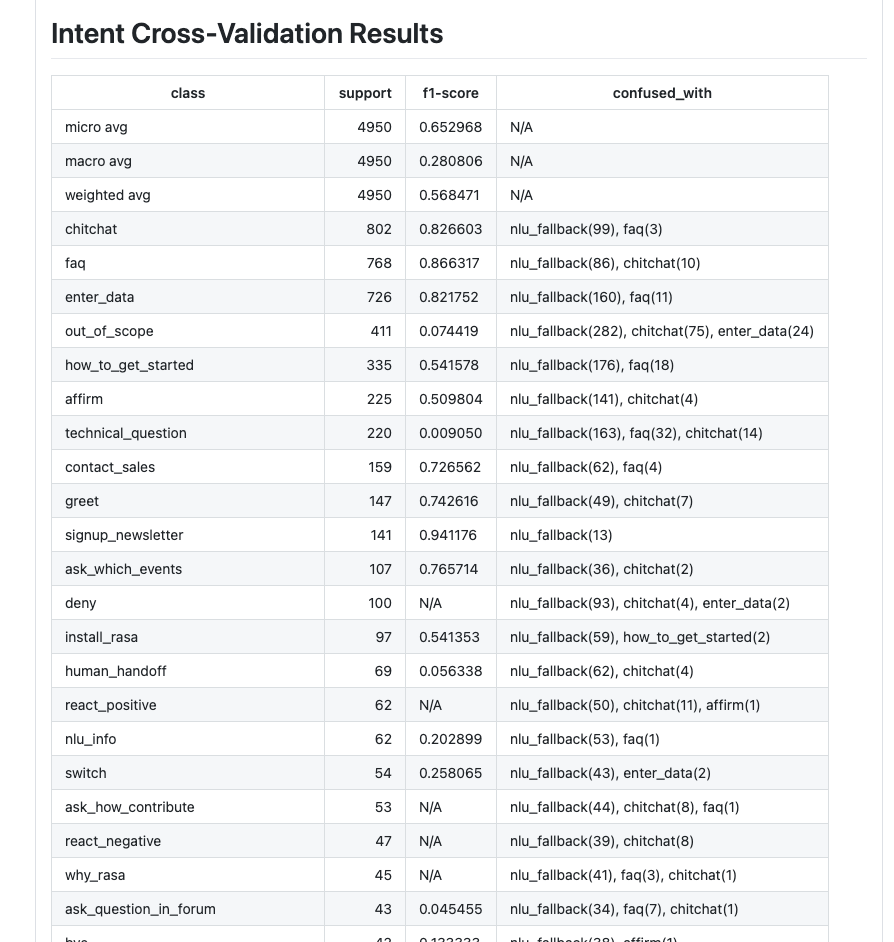 Intent Cross-Validation Results
class support f1-score confused_with
micro avg 4950 0.652968 N/A
macro avg 4950 0.280806 N/A
weighted avg 4950 0.568471 N/A
chitchat 802 0.826603 nlu_fallback(99), faq(3)
faq 768 0.866317 nlu_fallback(86), chitchat(10)
enter_data 726 0.821752 nlu_fallback(160), faq(11)
out_of_scope 411 0.074419 nlu_fallback(282), chitchat(75), enter_data(24)
how_to_get_started 335 0.541578 nlu_fallback(176), faq(18)
affirm 225 0.509804 nlu_fallback(141), chitchat(4)
technical_question 220 0.009050 nlu_fallback(163), faq(32), chitchat(14)
contact_sales 159 0.726562 nlu_fallback(62), faq(4)
greet 147 0.742616 nlu_fallback(49), chitchat(7)
signup_newsletter 141 0.941176 nlu_fallback(13)
ask_which_events 107 0.765714 nlu_fallback(36), chitchat(2)
deny 100 N/A nlu_fallback(93), chitchat(4), enter_data(2)
install_rasa 97 0.541353 nlu_fallback(59), how_to_get_started(2)
human_handoff 69 0.056338 nlu_fallback(62), chitchat(4)
react_positive 62 N/A nlu_fallback(50), chitchat(11), affirm(1)
nlu_info 62 0.202899 nlu_fallback(53), faq(1)
switch 54 0.258065 nlu_fallback(43), enter_data(2)
ask_how_contribute 53 N/A nlu_fallback(44), chitchat(8), faq(1)
react_negative 47 N/A nlu_fallback(39), chitchat(8)
why_rasa 45 N/A nlu_fallback(41), faq(3), chitchat(1)
ask_question_in_forum 43 0.045455 nlu_fallback(34), faq(7), chitchat(1)